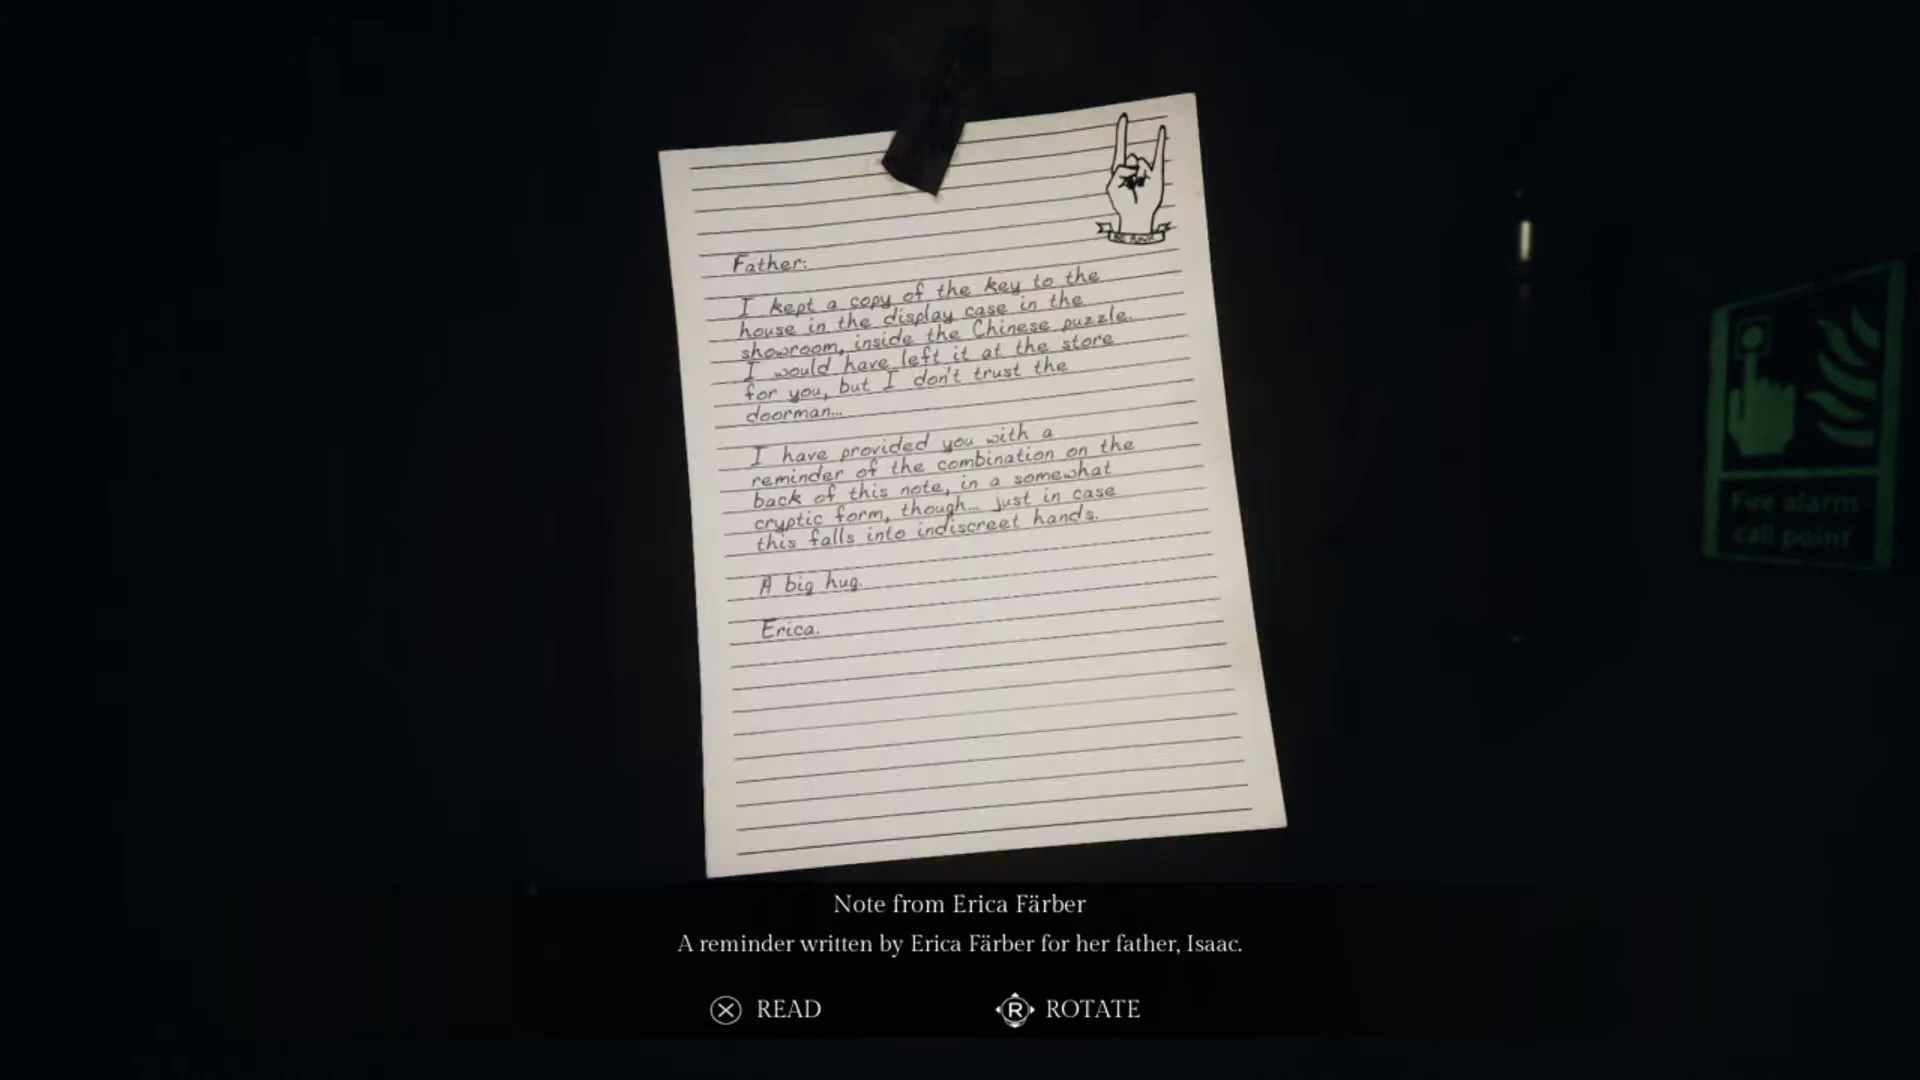 Father:
I kept a copy of the key to the
house in the display case in the
showroom, inside the Chinese puzzle.
I would have left it at the store
for you, but I don't trust the
doorman...
I have provided you with a
reminder of the combination on the
back of this note, in a somewhat
cryptic form, though... just in case
this falls into indiscreet hands.
A big hug.
Erica.
Fire alarm
call point
Note from Erica Färber
A reminder written by Erica Färber for her father, Isaac.
READ
R ROTATE